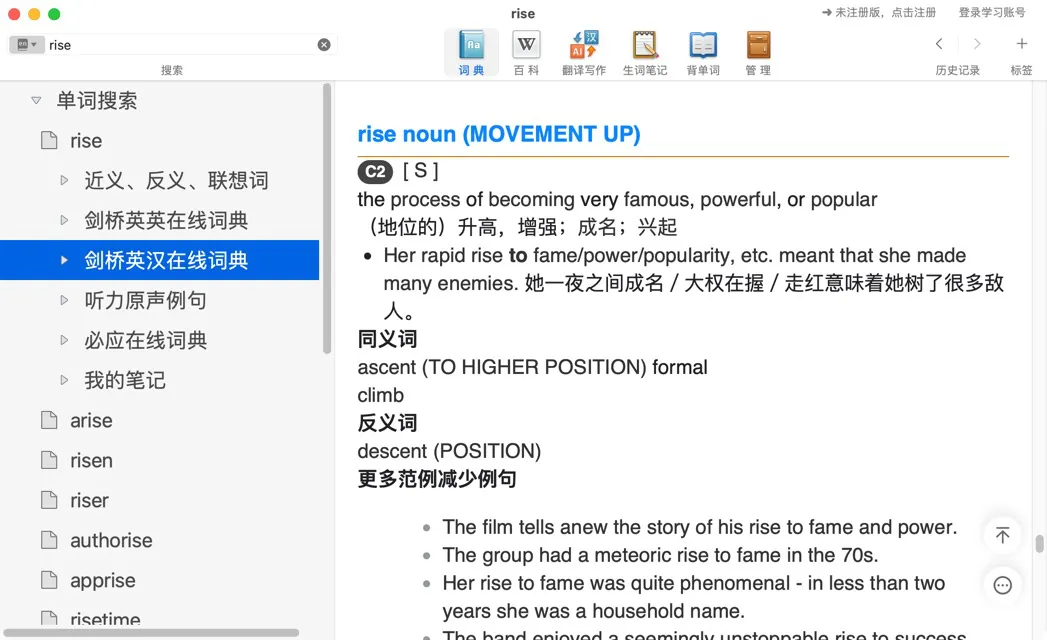 rise
➔ 未注册版，点击注册
登录学习账号
rise
搜索
词 典
百 科
翻译写作
生词笔记
背单词
管 理
历史记录
标签
单词搜索
rise
近义、反义、联想词
剑桥英英在线词典
剑桥英汉在线词典
听力原声例句
必应在线词典
我的笔记
arise
risen
riser
authorise
apprise
risetime
rise noun (MOVEMENT UP)
C2 [ S ]
the process of becoming very famous, powerful, or popular
（地位的）升高，增强；成名；兴起
Her rapid rise to fame/power/popularity, etc. meant that she made
many enemies. 她一夜之间成名／大权在握／走红意味着她树了很多敌
人。
同义词
ascent (TO HIGHER POSITION) formal
climb
反义词
descent (POSITION)
更多范例减少例句
The film tells anew the story of his rise to fame and power.
The group had a meteoric rise to fame in the 70s.
Her rise to fame was quite phenomenal - in less than two
years she was a household name.
The band enjoyed a seemingly unstoppable rise to success